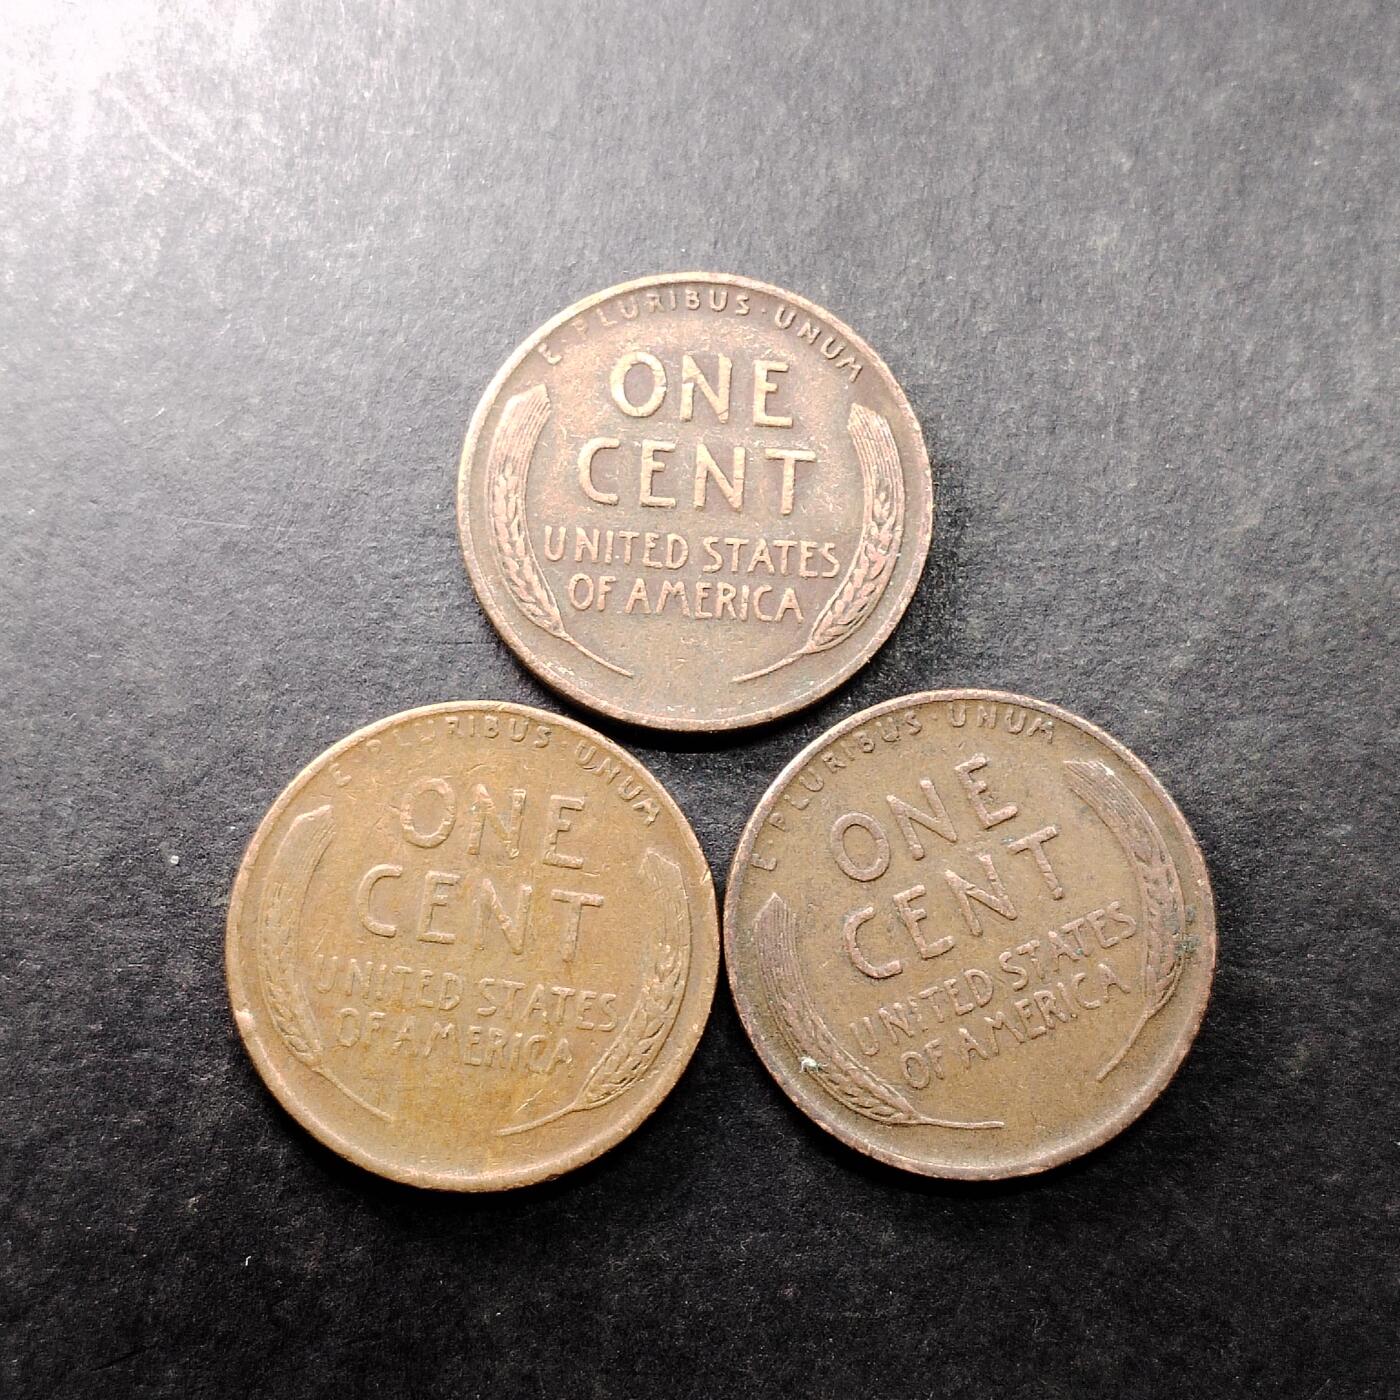 E·PLURIBUS·UNUM
ONE
CENT
UNITED STATES
OF AMERICA
E·PLURIBUS·UNUM
ONE
CENT
UNITED STATES
OF AMERICA
E·PLURIBUS·UNUM
ONE
CENT
UNITED STATES
OF AMERICA